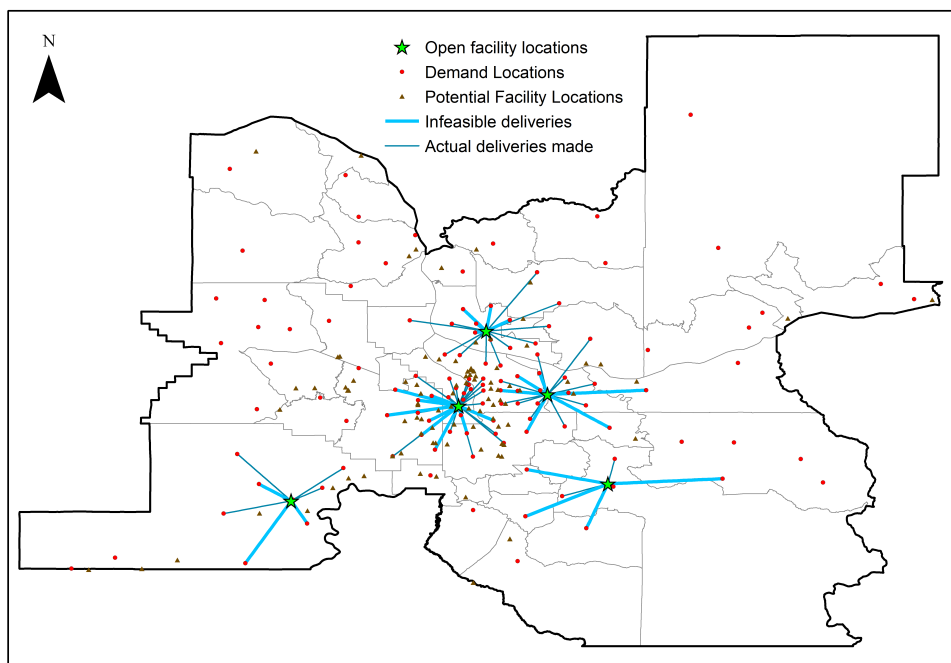 N
Open facility locations
Demand Locations
Potential Facility Locations
Infeasible deliveries
Actual deliveries made